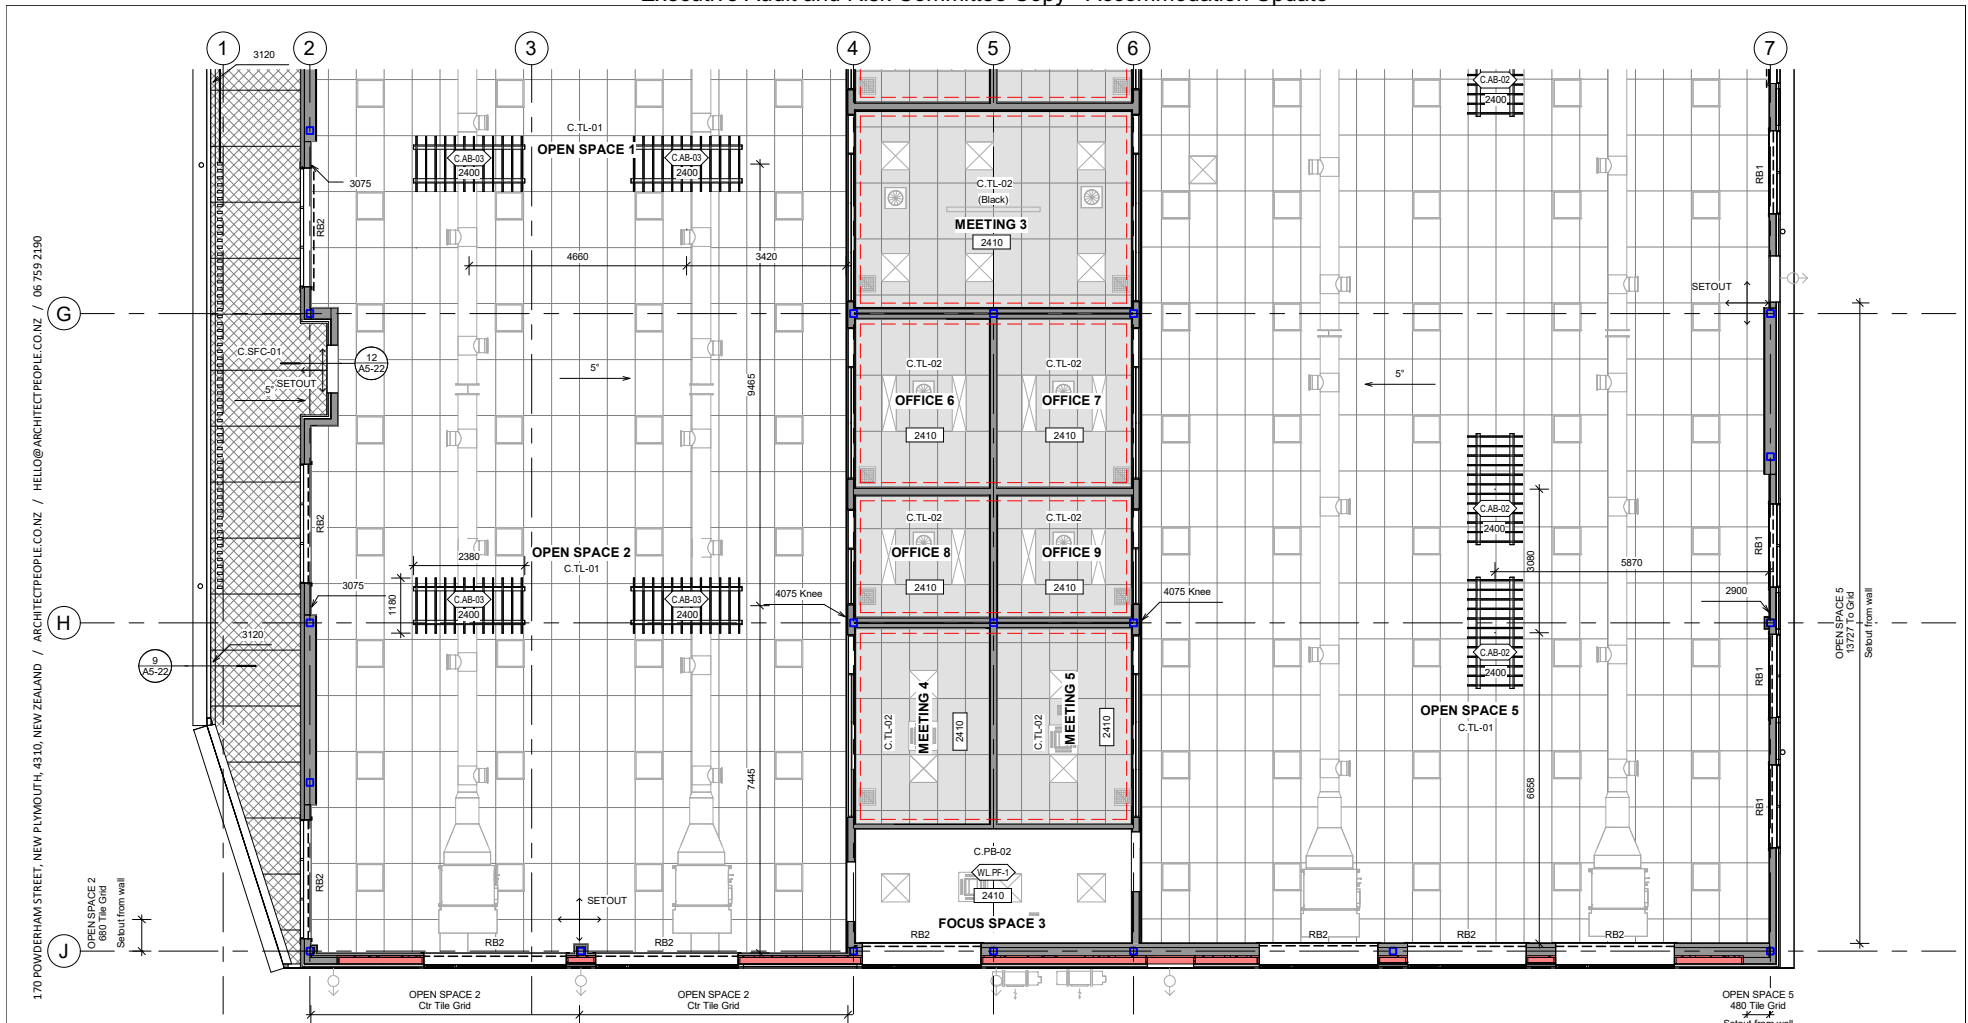 Executive Audit and Risk Committee Copy - Accommodation Update
1
2
3
4
5
6
7
3120
C.AB-02
2400
C.TL-01
OPEN SPACE 1
C.AB-03
2400
C.AB-03
2400
3075
RB2
C.TL-02
(Black)
MEETING 3
2410
RB1
4660
3420
SETOUT
G
C.SFC-01
12
A5-22
SETOUT
5°
5°
9465
5°
C.TL-02
OFFICE 6
2410
C.TL-02
OFFICE 7
2410
170 POWDERHAM STREET, NEW PLYMOUTH, 4310, NEW ZEALAND / ARCHITECTPEOPLE.CO.NZ / HELLO@ARCHITECTPEOPLE.CO.NZ / 06 759 2190
RB2
C.TL-02
OFFICE 8
2410
C.TL-02
OFFICE 9
2410
C.AB-02
2400
RB1
2380
OPEN SPACE 2
C.TL-01
3080
5870
3075
1180
C.AB-03
2400
C.AB-03
2400
4075 Knee
4075 Knee
2900
H
3120
9
A5-22
C.AB-02
2400
OPEN SPACE 5
13727 To Grid
Setout from wall
RB1
C.TL-02
MEETING 4
2410
C.TL-02
MEETING 5
2410
OPEN SPACE 5
C.TL-01
7445
6658
RB1
RB2
C.PB-02
WL.PF-1
2410
FOCUS SPACE 3
OPEN SPACE 2
680 Tile Grid
Setout from wall
SETOUT
J
RB2
RB2
RB2
RB2
RB2
RB2
OPEN SPACE 2
Ctr Tile Grid
OPEN SPACE 2
Ctr Tile Grid
OPEN SPACE 5
480 Tile Grid
Setout from wall